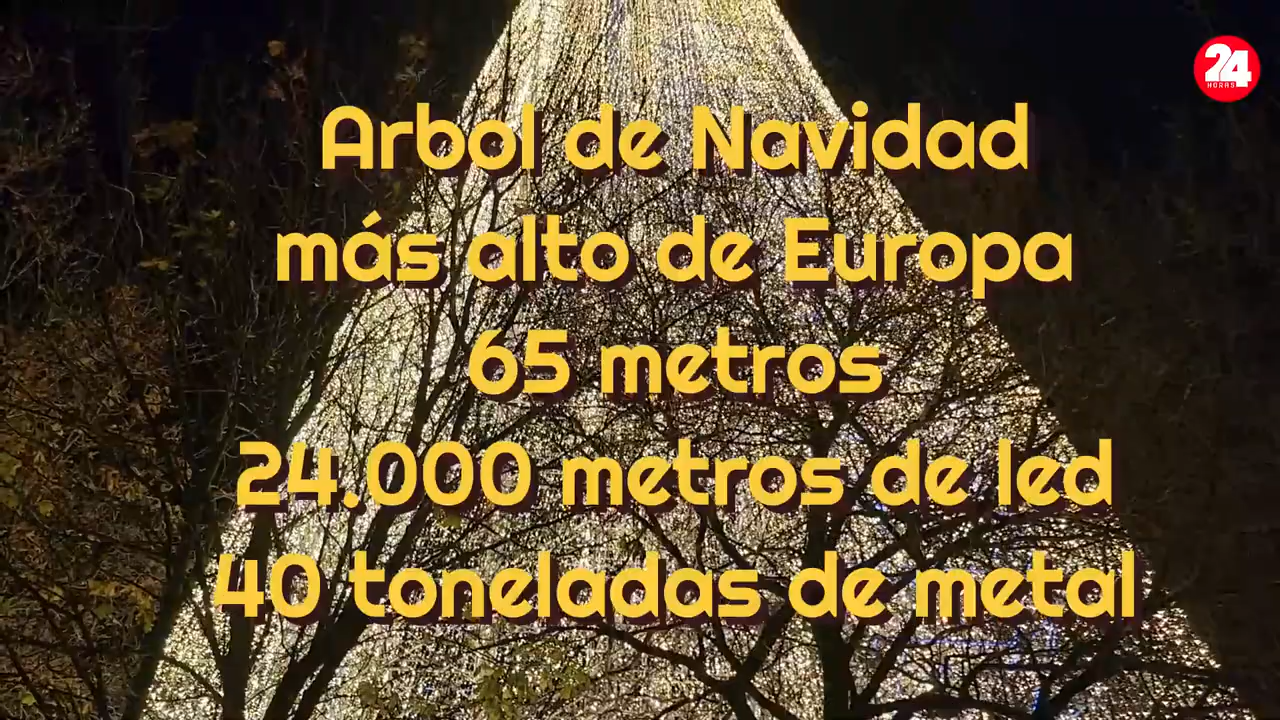 24
HORAS
Arbol de Navidad
más alto de Europa
65 metros
24.000 metros de led
40 toneladas de metal